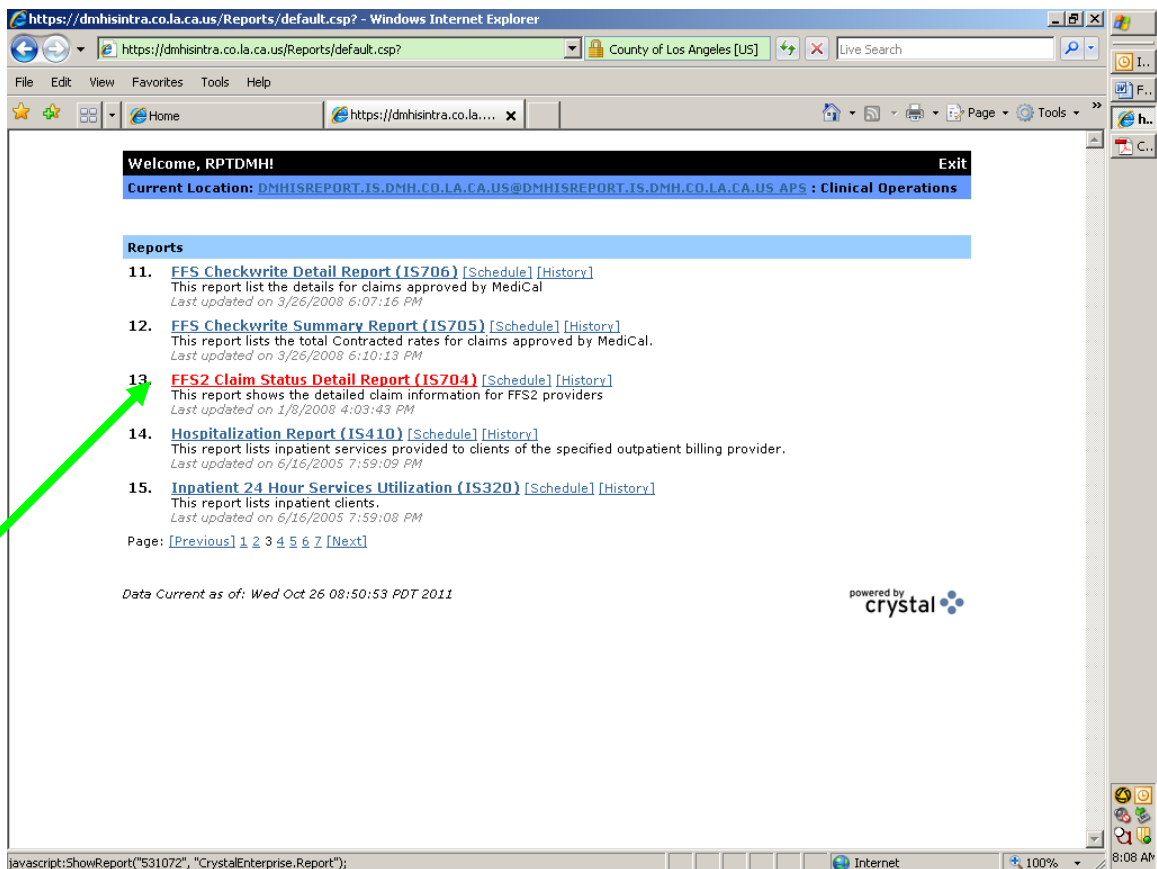 https://dmhisintra.co.la.ca.us/Reports/default.csp? - Windows Internet Explorer
https://dmhisintra.co.la.ca.us/Reports/default.csp?
County of Los Angeles [US]
Live Search
File Edit View Favorites Tools Help
Home
https://dmhisintra.co.la....
Page
Tools
»
I..
F..
h..
C..
Welcome, RPTDMH! Exit
Current Location: DMHISREPORT.IS.DMH.CO.LA.CA.US@DMHISREPORT.IS.DMH.CO.LA.CA.US APS : Clinical Operations
Reports
11. FFS Checkwrite Detail Report (IS706) [Schedule] [History]
This report list the details for claims approved by MediCal
Last updated on 3/26/2008 6:07:16 PM
12. FFS Checkwrite Summary Report (IS705) [Schedule] [History]
This report lists the total Contracted rates for claims approved by MediCal.
Last updated on 3/26/2008 6:10:13 PM
13. FFS2 Claim Status Detail Report (IS704) [Schedule] [History]
This report shows the detailed claim information for FFS2 providers
Last updated on 1/8/2008 4:03:43 PM
14. Hospitalization Report (IS410) [Schedule] [History]
This report lists inpatient services provided to clients of the specified outpatient billing provider.
Last updated on 6/16/2005 7:59:09 PM
15. Inpatient 24 Hour Services Utilization (IS320) [Schedule] [History]
This report lists inpatient clients.
Last updated on 6/16/2005 7:59:08 PM
Page: [Previous] 1 2 3 4 5 6 7 [Next]
Data Current as of: Wed Oct 26 08:50:53 PDT 2011
powered by
crystal
javascript:ShowReport("531072", "CrystalEnterprise.Report");
Internet
100%
8:08 AM